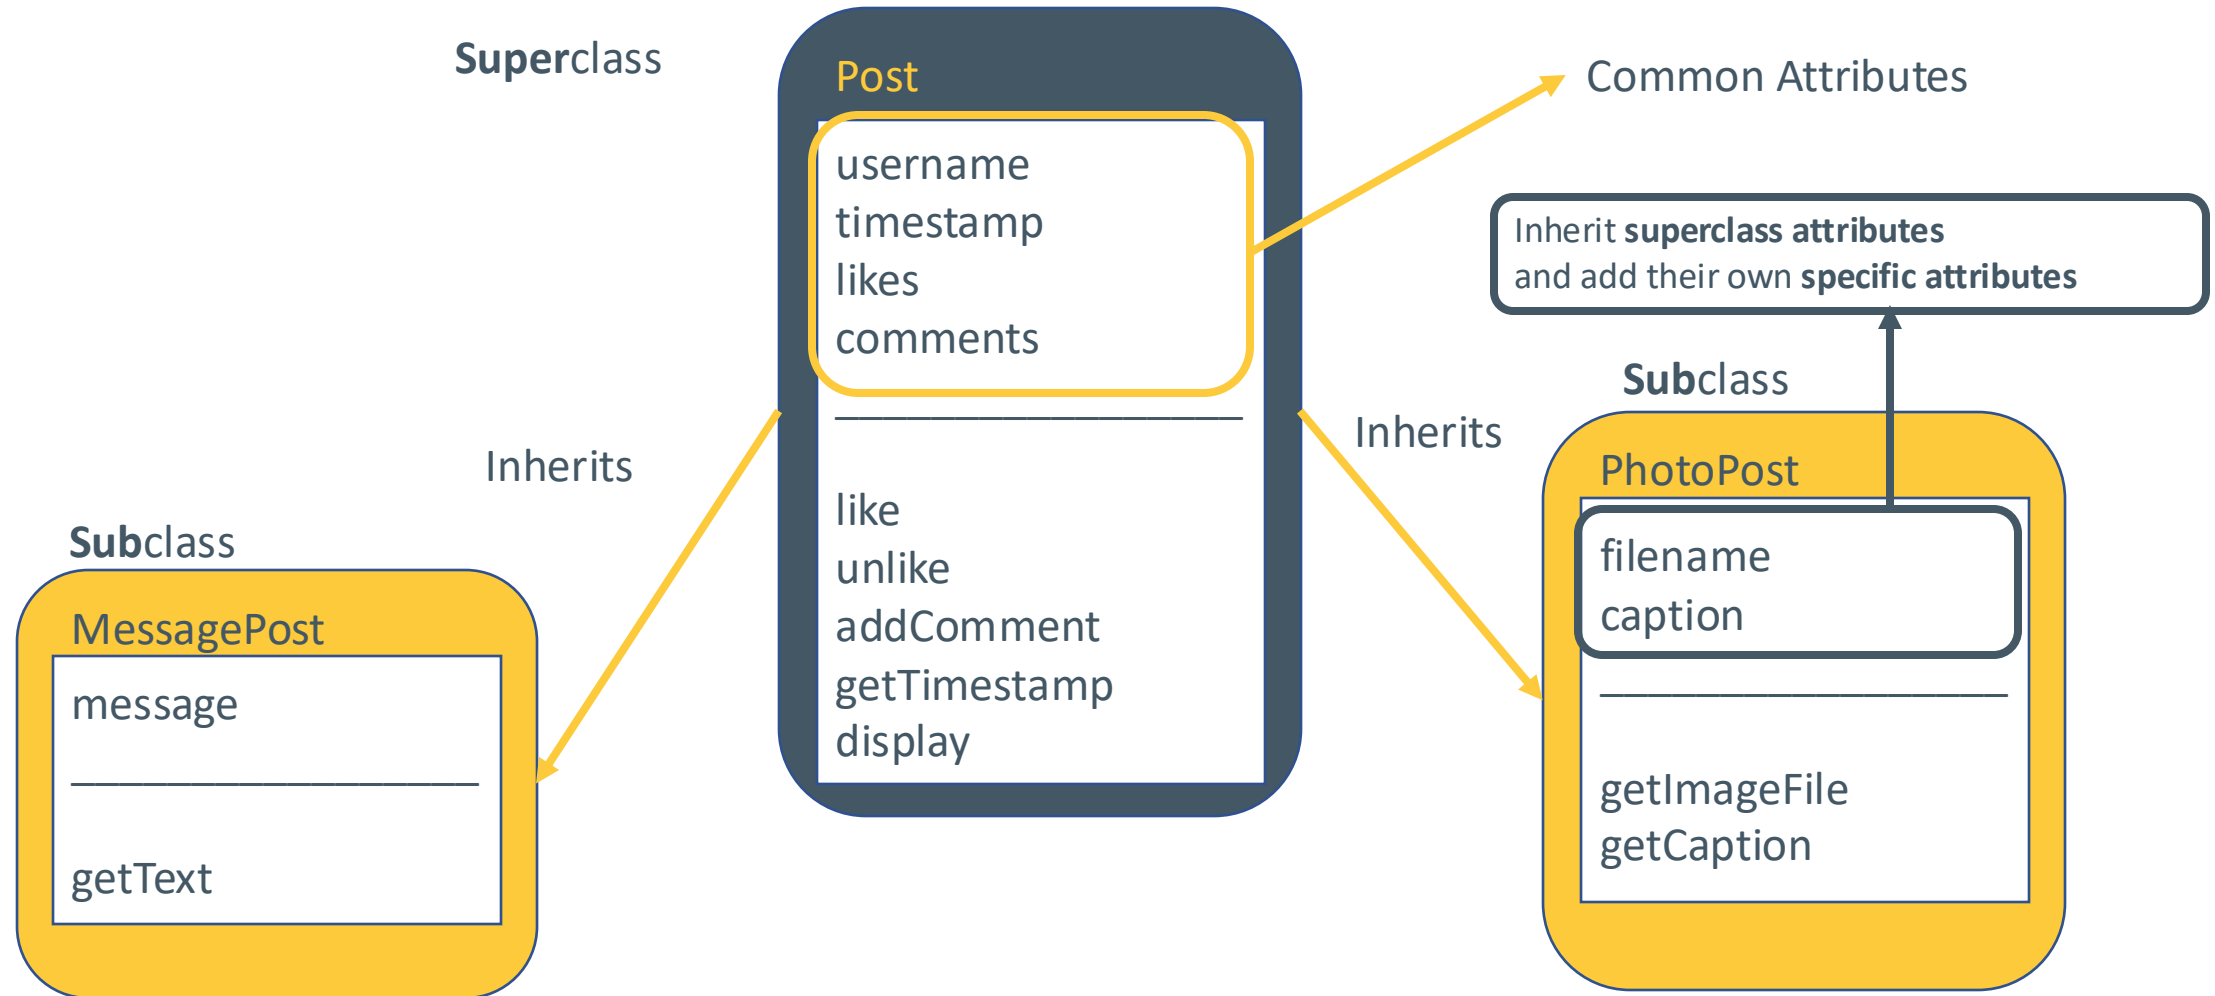 Superclass
Post
username
timestamp
likes
comments
like
unlike
addComment
getTimestamp
display
Common Attributes
Inherit superclass attributes
and add their own specific attributes
Inherits
Subclass
MessagePost
message
getText
Inherits
Subclass
PhotoPost
filename
caption
getImageFile
getCaption